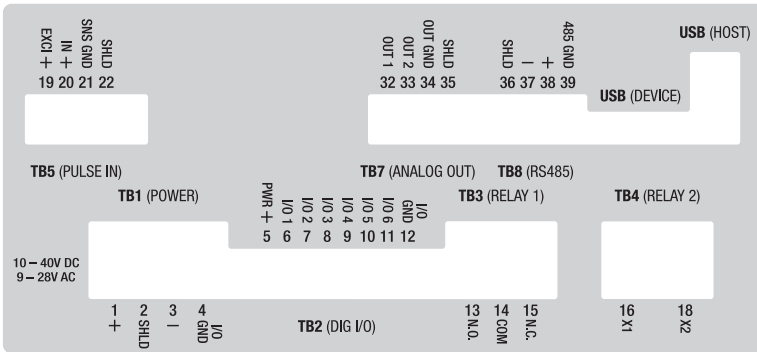 USB (HOST)
EXCI + IN + SNS GND SHLD
19 20 21 22
OUT 1 OUT 2 OUT GND SHLD
32 33 34 35
SHLD − + 485 GND
36 37 38 39
USB (DEVICE)
TB5 (PULSE IN)
TB7 (ANALOG OUT)
TB8 (RS485)
TB1 (POWER)
PWR + I/O 1 I/O 2 I/O 3 I/O 4 I/O 5 I/O 6 I/O GND
5 6 7 8 9 10 11 12
TB3 (RELAY 1)
TB4 (RELAY 2)
10 – 40V DC
9 – 28V AC
1 2 3 4
+ SHLD − I/O GND
TB2 (DIG I/O)
13 14 15
N.O. COM N.C.
16 18
X1 X2